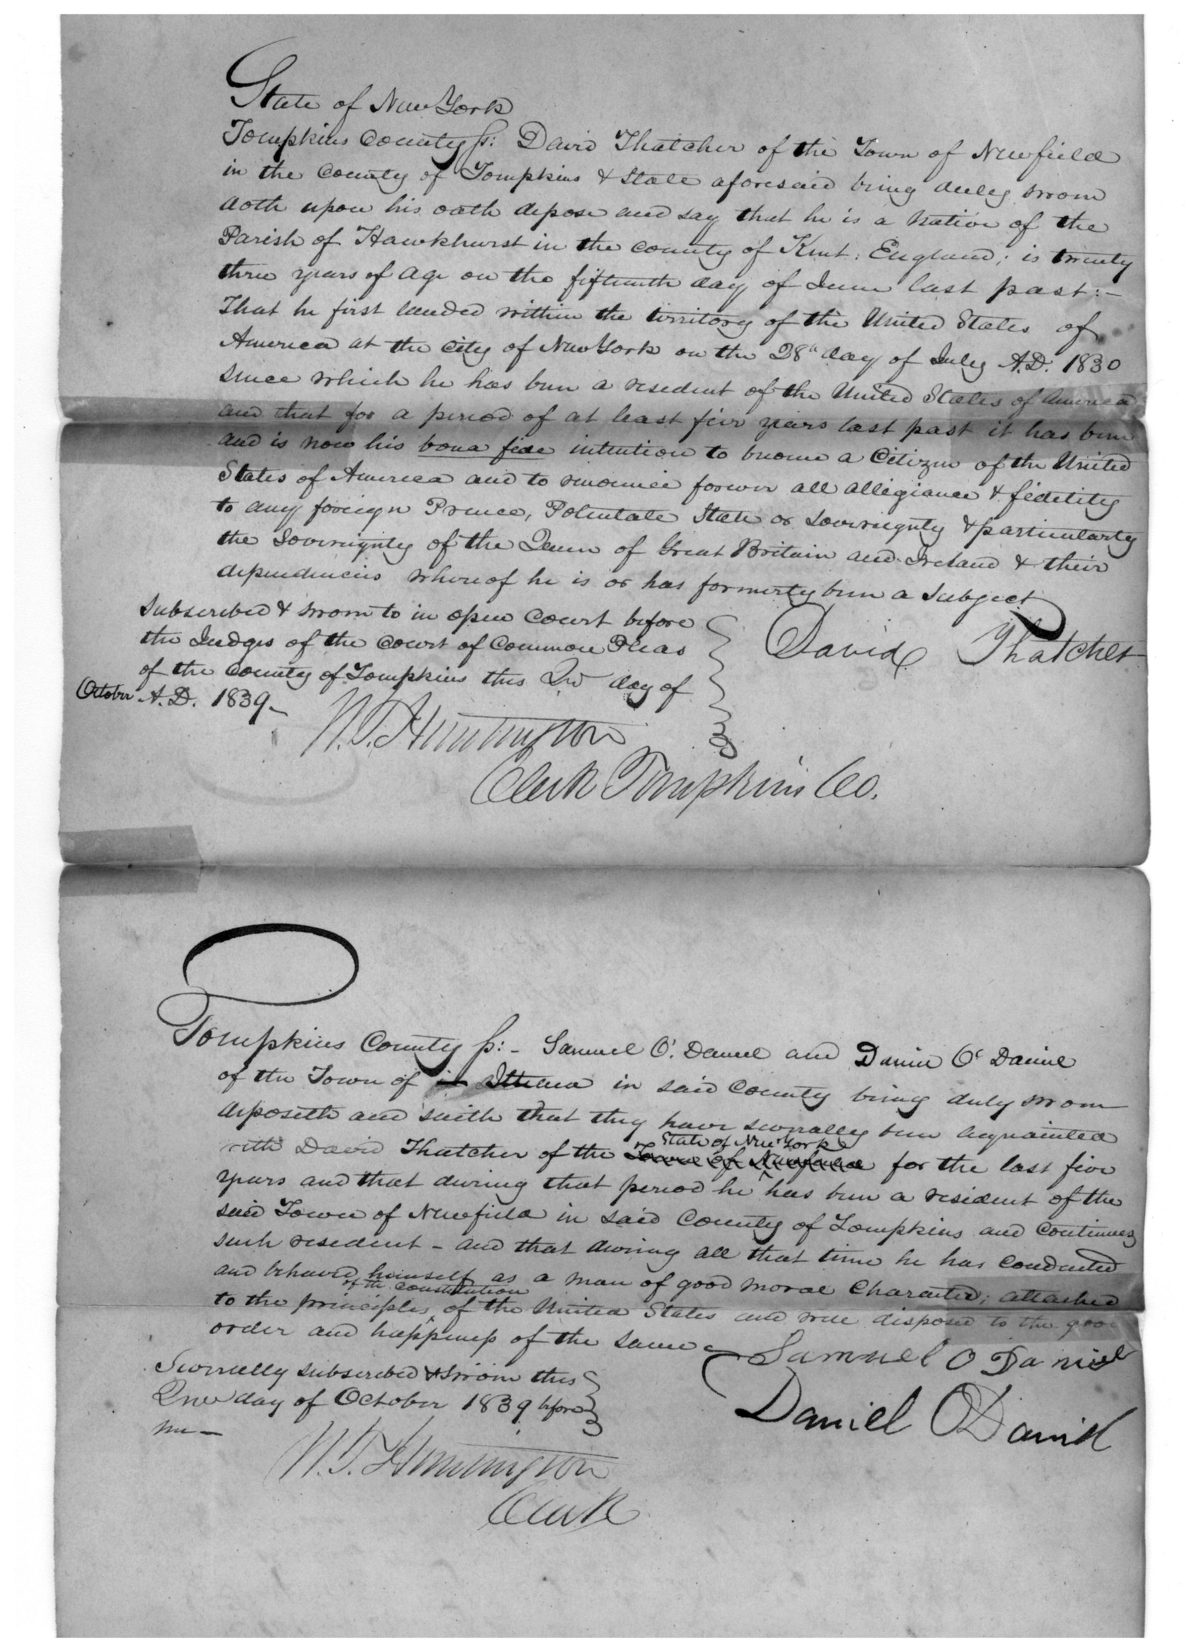 State of New York
Tompkins County ss: David Thatcher of the Town of Newfield
in the County of Tompkins & State aforesaid being duly sworn
doth upon his oath depose and say that he is a Native of the
Parish of Hawkhurst in the county of Kent: England; is twenty
three years of age on the fifteenth day of June last past:-
That he first landed within the territory of the United States of
America at the City of New York on the 28th day of July A.D. 1830
since which he has been a resedent of the United States of America
and that for a period of at least five years last past it has been
and is now his bona fide intention to become a Citizen of the United
States of America and to renounce forever all allegiance & fidelity
to any foreign Prince, Potentate State or Sovereignty & particularly
the Sovereignty of the Queen of Great Britain and Ireland & their
dependencies whereof he is or has formerly been a subject
Subscribed & sworn to in open Court before
the Judges of the Court of Common Pleas
of the County of Tompkins this 2nd day of
October A.D. 1839-
David Thatcher
W.T. Huntington
Clerk Tompkins Co.
Tompkins County ss:- Samuel O'Daniel and Daniel O'Daniel
of the Town of in Ithaca in said County being duly sworn
deposeth and saith that they have severally been acquainted
with David Thatcher of the Town of Newfield State of New York for the last five
years and that during that period he has been a resident of the
said Town of Newfield in said County of Tompkins and continues
such resedent - and that during all that time he has conducted
and behaved himself as a man of good moral Character; attached
to the principles of the Constitution of the United States and well disposed to the good
order and happiness of the same
Severally subscribed & sworn this
2nd day of October 1839 before
me -
Samuel O Daniel
Daniel O Daniel
W.T. Huntington
Clerk